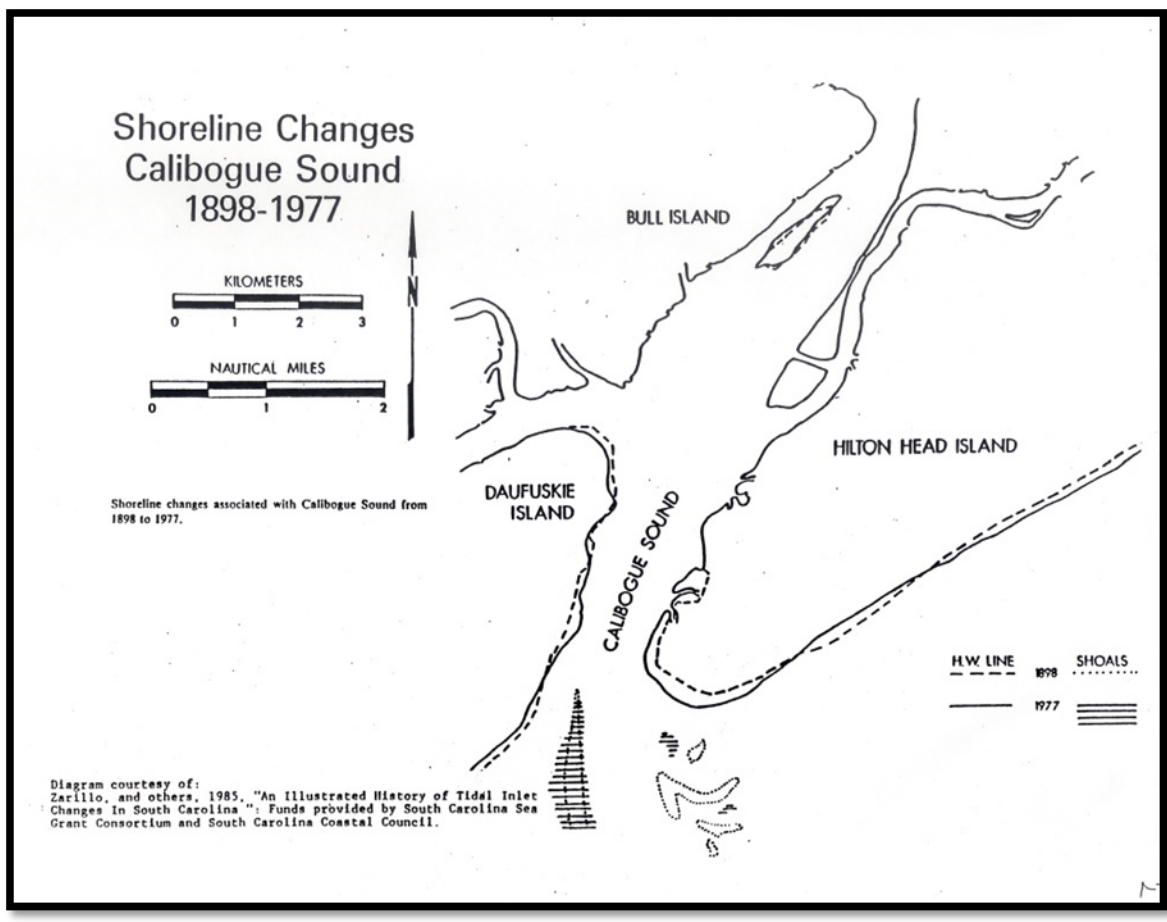 Shoreline Changes
Calibogue Sound
1898-1977
KILOMETERS
0 1 2 3
NAUTICAL MILES
0 1 2
N
Shoreline changes associated with Calibogue Sound from
1898 to 1977.
BULL ISLAND
HILTON HEAD ISLAND
DAUFUSKIE
ISLAND
CALIBOGUE SOUND
H.W. LINE 1898 SHOALS
1977
Diagram courtesy of:
Zarillo, and others, 1985, "An Illustrated History of Tidal Inlet
Changes In South Carolina ": Funds provided by South Carolina Sea
Grant Consortium and South Carolina Coastal Council.